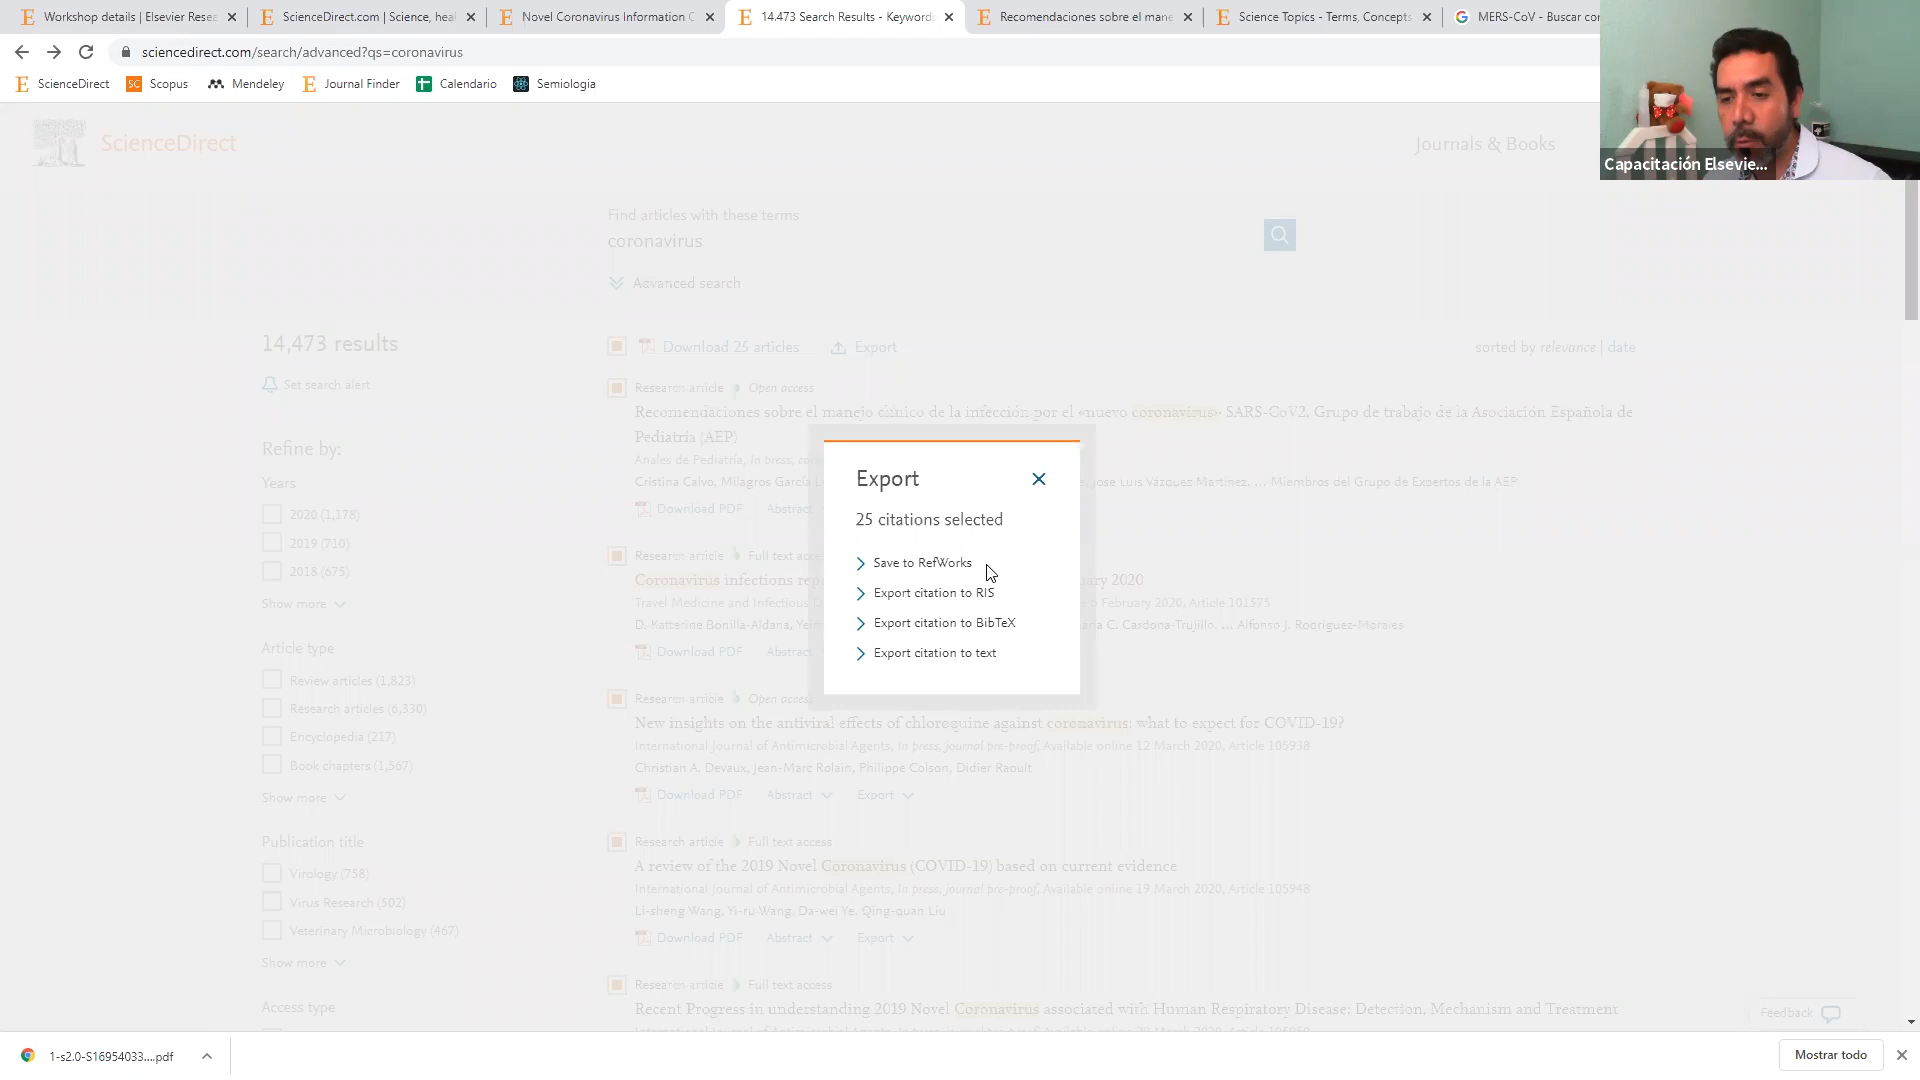 Workshop details | Elsevier Resea
ScienceDirect.com | Science, heal
Novel Coronavirus Information C
14.473 Search Results - Keyword
Recomendaciones sobre el mane
Science Topics - Terms, Concepts
MERS-CoV - Buscar con
sciencedirect.com/search/advanced?qs=coronavirus
ScienceDirect
Scopus
Mendeley
Journal Finder
Calendario
Semiologia
Capacitación Elsevie...
ScienceDirect
Journals & Books
Find articles with these terms
coronavirus
Advanced search
14,473 results
Set search alert
Refine by:
Years
2020 (1,178)
2019 (710)
2018 (675)
Show more
Article type
Review articles (1,823)
Research articles (6,330)
Encyclopedia (217)
Book chapters (1,567)
Show more
Publication title
Virology (758)
Virus Research (502)
Veterinary Microbiology (467)
Show more
Access type
Download 25 articles Export
sorted by relevance | date
Research article Open access
Recomendaciones sobre el manejo clínico de la infección por el «nuevo coronavirus» SARS-CoV2. Grupo de trabajo de la Asociación Española de
Pediatría (AEP)
Anales de Pediatría, In press,
Cristina Calvo, Milagros García Jose Luis Vázquez Martínez, ... Miembros del Grupo de Expertos de la AEP
Download PDF Abstract
Research article Full text
Coronavirus infections 2020
Travel Medicine and Infectious February 2020, Article 101575
D. Katterine Bonilla-Aldana, C. Cardona-Trujillo, ... Alfonso J. Rodríguez-Morales
Download PDF Abstract
Research article Open access
New insights on the antiviral effects of chloroquine against coronavirus: what to expect for COVID-19?
International Journal of Antimicrobial Agents, In press, journal pre-proof, Available online 12 March 2020, Article 105938
Christian A. Devaux, Jean-Marc Rolain, Philippe Colson, Didier Raoult
Download PDF Abstract Export
Research article Full text access
A review of the 2019 Novel Coronavirus (COVID-19) based on current evidence
International Journal of Antimicrobial Agents, In press, journal pre-proof, Available online 19 March 2020, Article 105948
Li-sheng Wang, Yi-ru Wang, Da-wei Ye, Qing-quan Liu
Download PDF Abstract Export
Research article Full text access
Recent Progress in understanding 2019 Novel Coronavirus associated with Human Respiratory Disease: Detection, Mechanism and Treatment
Export
25 citations selected
Save to RefWorks
Export citation to RIS
Export citation to BibTeX
Export citation to text
Feedback
1-s2.0-S16954033....pdf
Mostrar todo